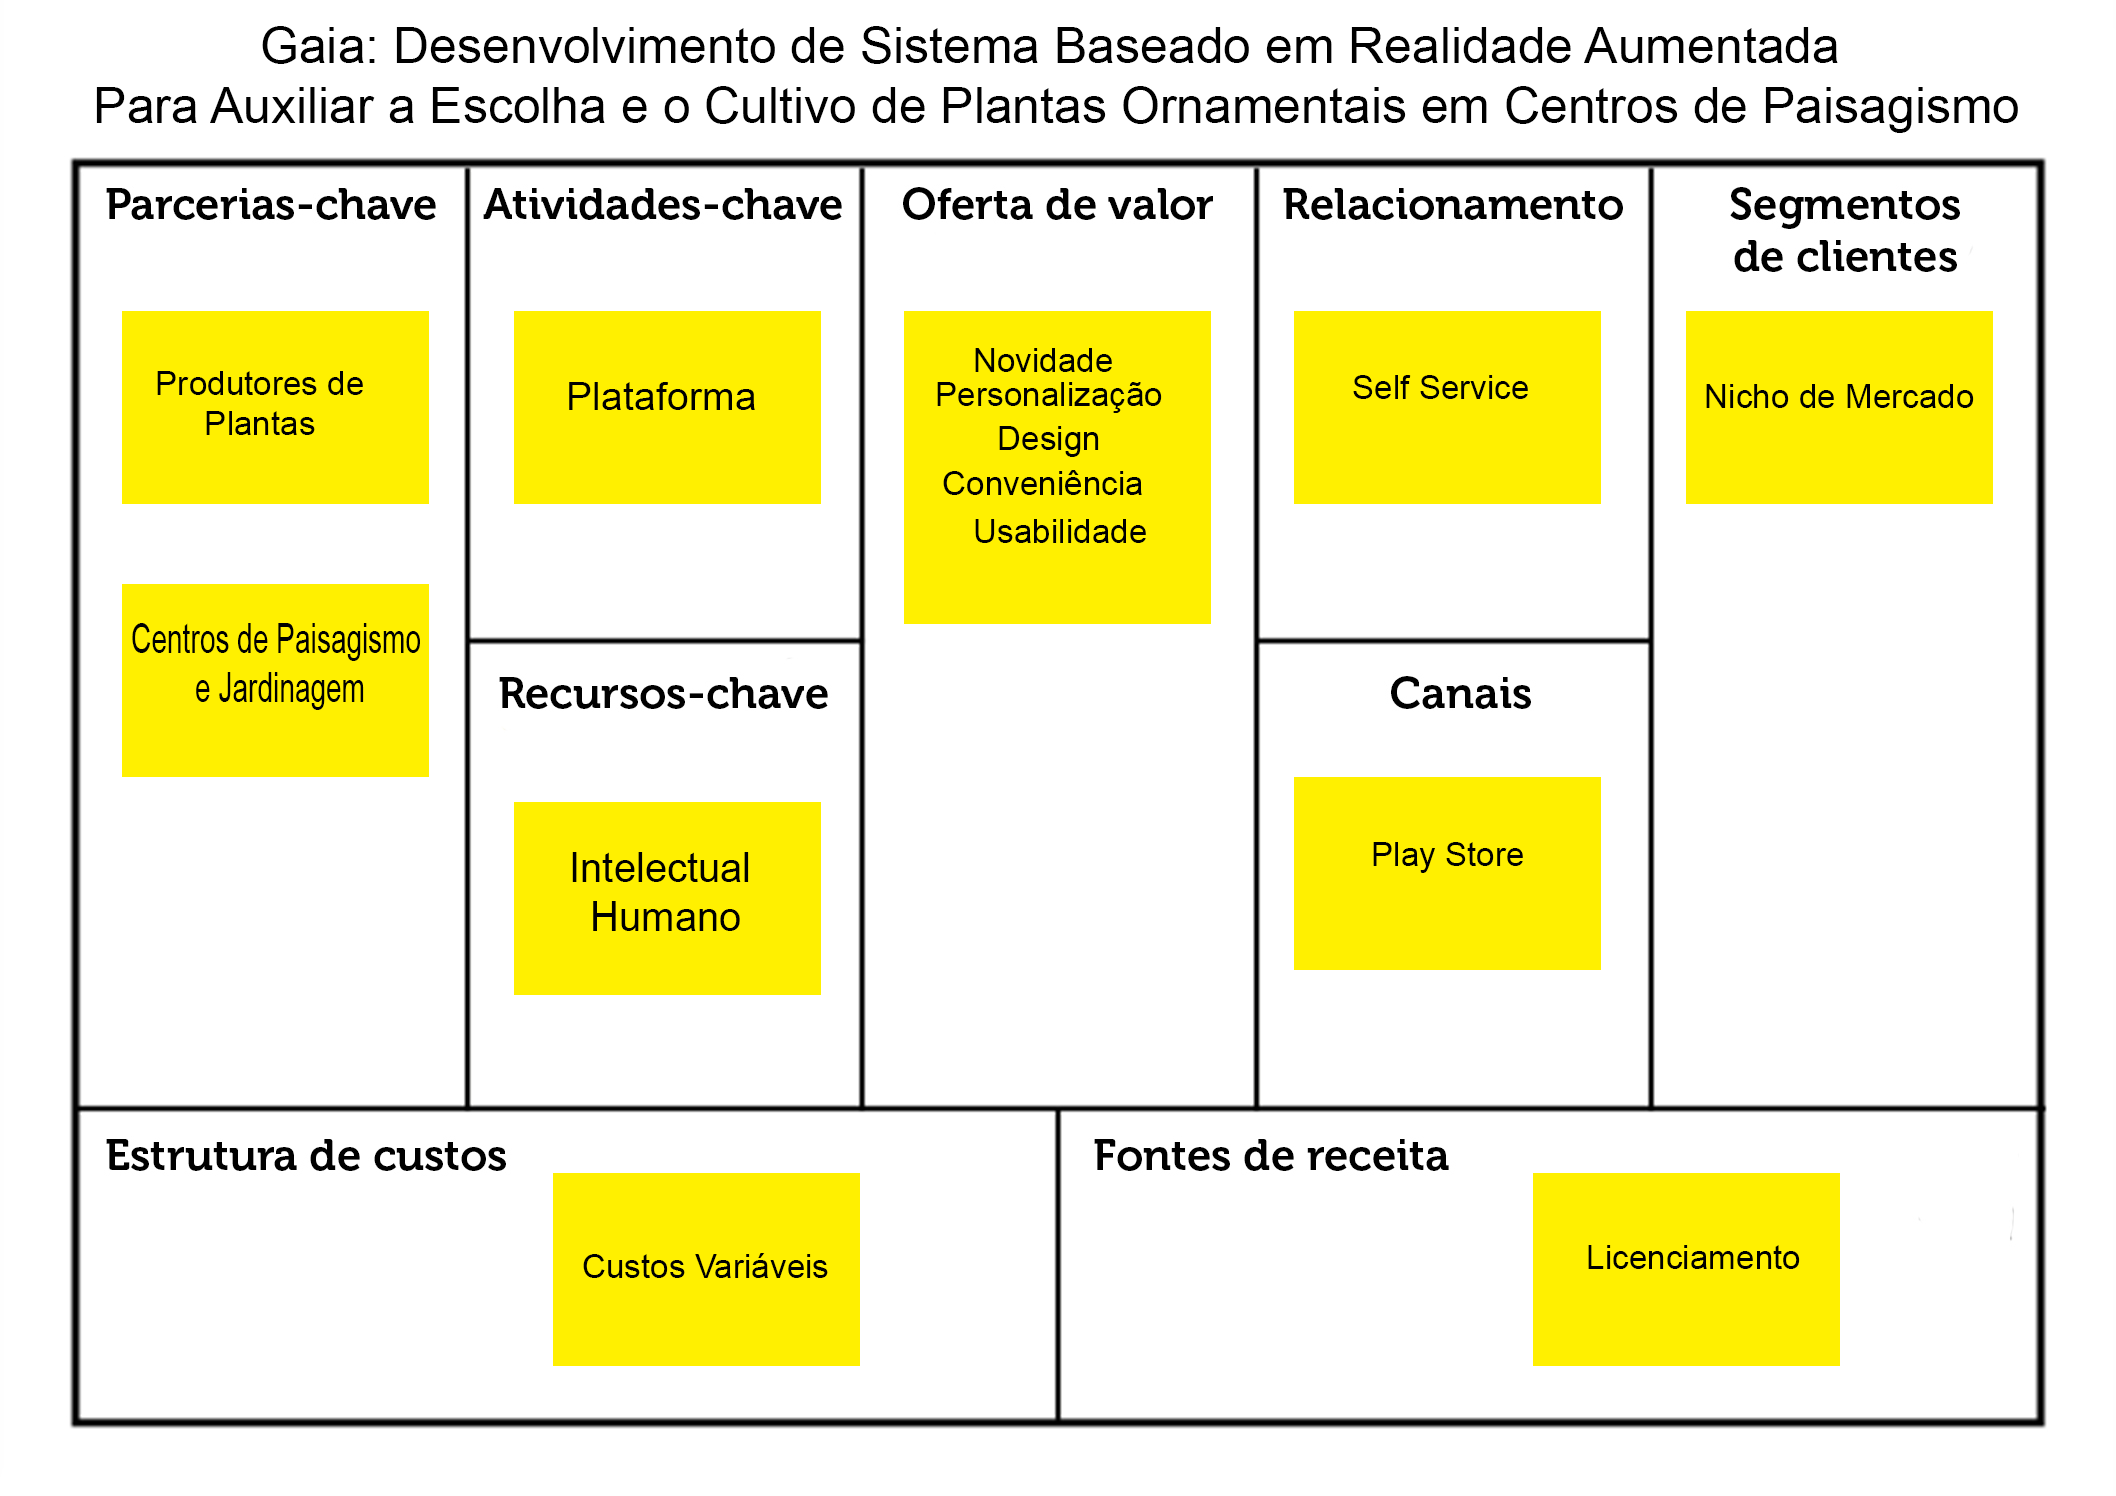 Gaia: Desenvolvimento de Sistema Baseado em Realidade Aumentada
Para Auxiliar a Escolha e o Cultivo de Plantas Ornamentais em Centros de Paisagismo
Parcerias-chave
Produtores de
Plantas
Centros de Paisagismo
e Jardinagem
Atividades-chave
Plataforma
Recursos-chave
Intelectual
Humano
Oferta de valor
Novidade
Personalização
Design
Conveniência
Usabilidade
Relacionamento
Self Service
Canais
Play Store
Segmentos
de clientes
Nicho de Mercado
Estrutura de custos
Custos Variáveis
Fontes de receita
Licenciamento